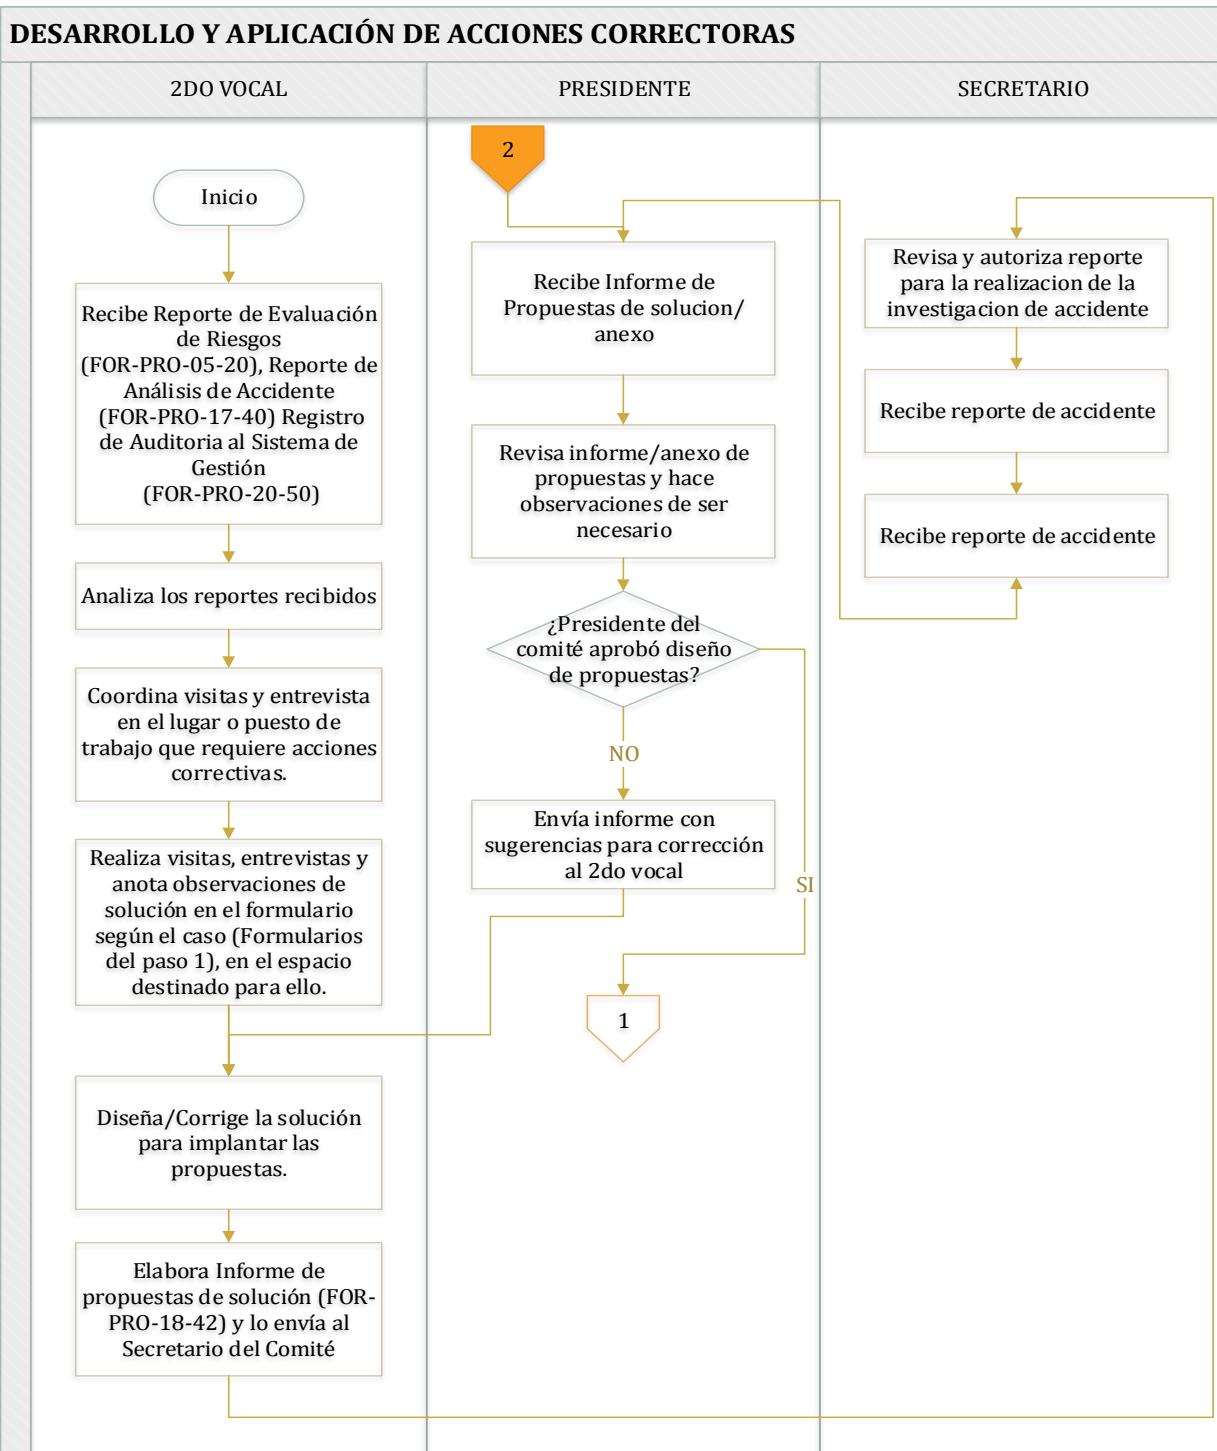 DESARROLLO Y APLICACIÓN DE ACCIONES CORRECTORAS
2DO VOCAL
PRESIDENTE
SECRETARIO
Inicio
Recibe Reporte de Evaluación
de Riesgos
(FOR-PRO-05-20), Reporte de
Análisis de Accidente
(FOR-PRO-17-40) Registro
de Auditoria al Sistema de
Gestión
(FOR-PRO-20-50)
Analiza los reportes recibidos
Coordina visitas y entrevista
en el lugar o puesto de
trabajo que requiere acciones
correctivas.
Realiza visitas, entrevistas y
anota observaciones de
solución en el formulario
según el caso (Formularios
del paso 1), en el espacio
destinado para ello.
Diseña/Corrige la solución
para implantar las
propuestas.
Elabora Informe de
propuestas de solución (FOR-
PRO-18-42) y lo envía al
Secretario del Comité
2
Recibe Informe de
Propuestas de solucion/
anexo
Revisa informe/anexo de
propuestas y hace
observaciones de ser
necesario
¿Presidente del
comité aprobó diseño
de propuestas?
NO
Envía informe con
sugerencias para corrección
al 2do vocal
SI
1
Revisa y autoriza reporte
para la realizacion de la
investigacion de accidente
Recibe reporte de accidente
Recibe reporte de accidente